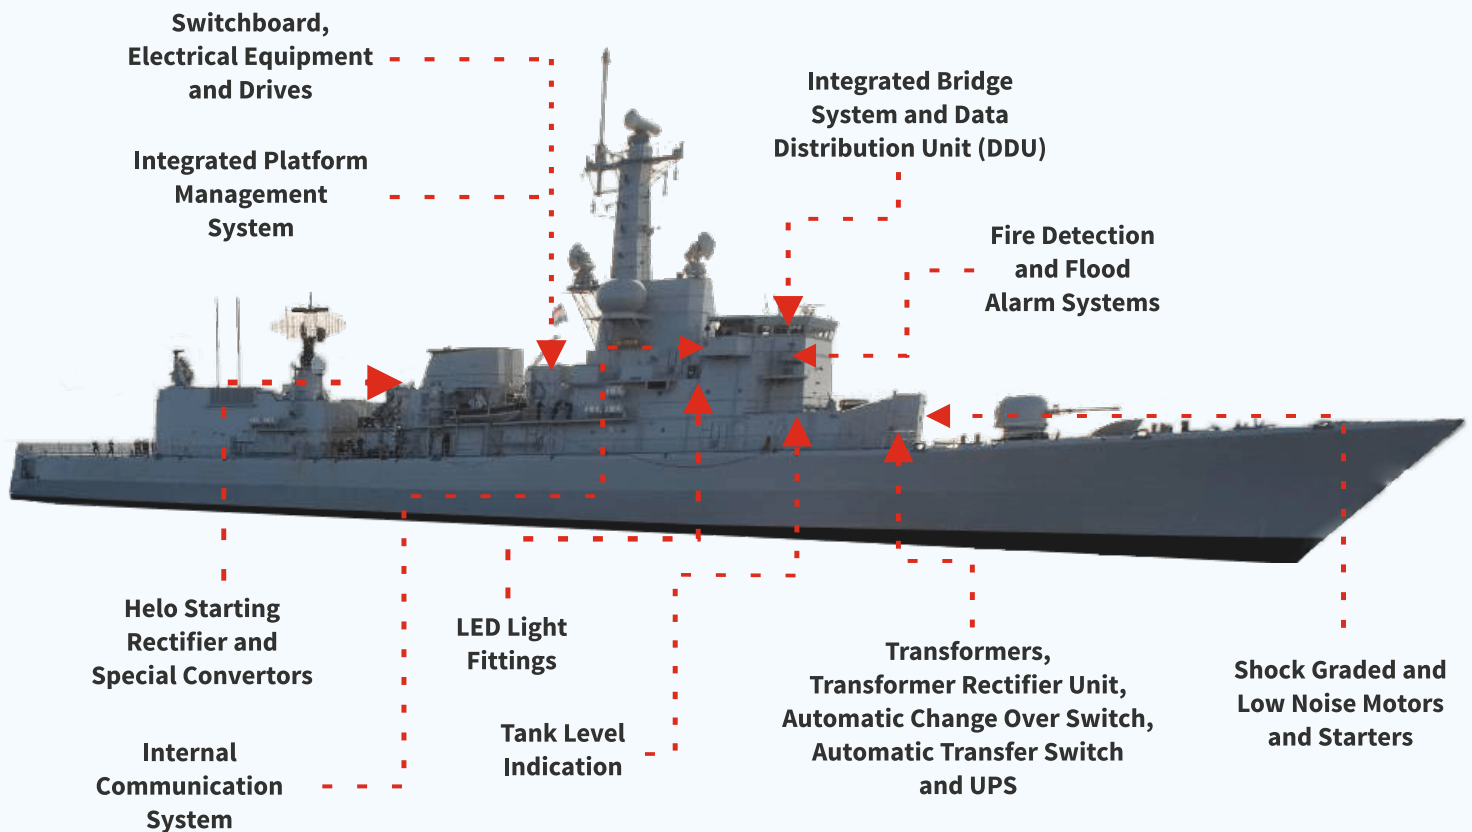 Switchboard,
Electrical Equipment
and Drives
Integrated Platform
Management
System
Integrated Bridge
System and Data
Distribution Unit (DDU)
Fire Detection
and Flood
Alarm Systems
Helo Starting
Rectifier and
Special Convertors
Internal
Communication
System
LED Light
Fittings
Tank Level
Indication
Transformers,
Transformer Rectifier Unit,
Automatic Change Over Switch,
Automatic Transfer Switch
and UPS
Shock Graded and
Low Noise Motors
and Starters